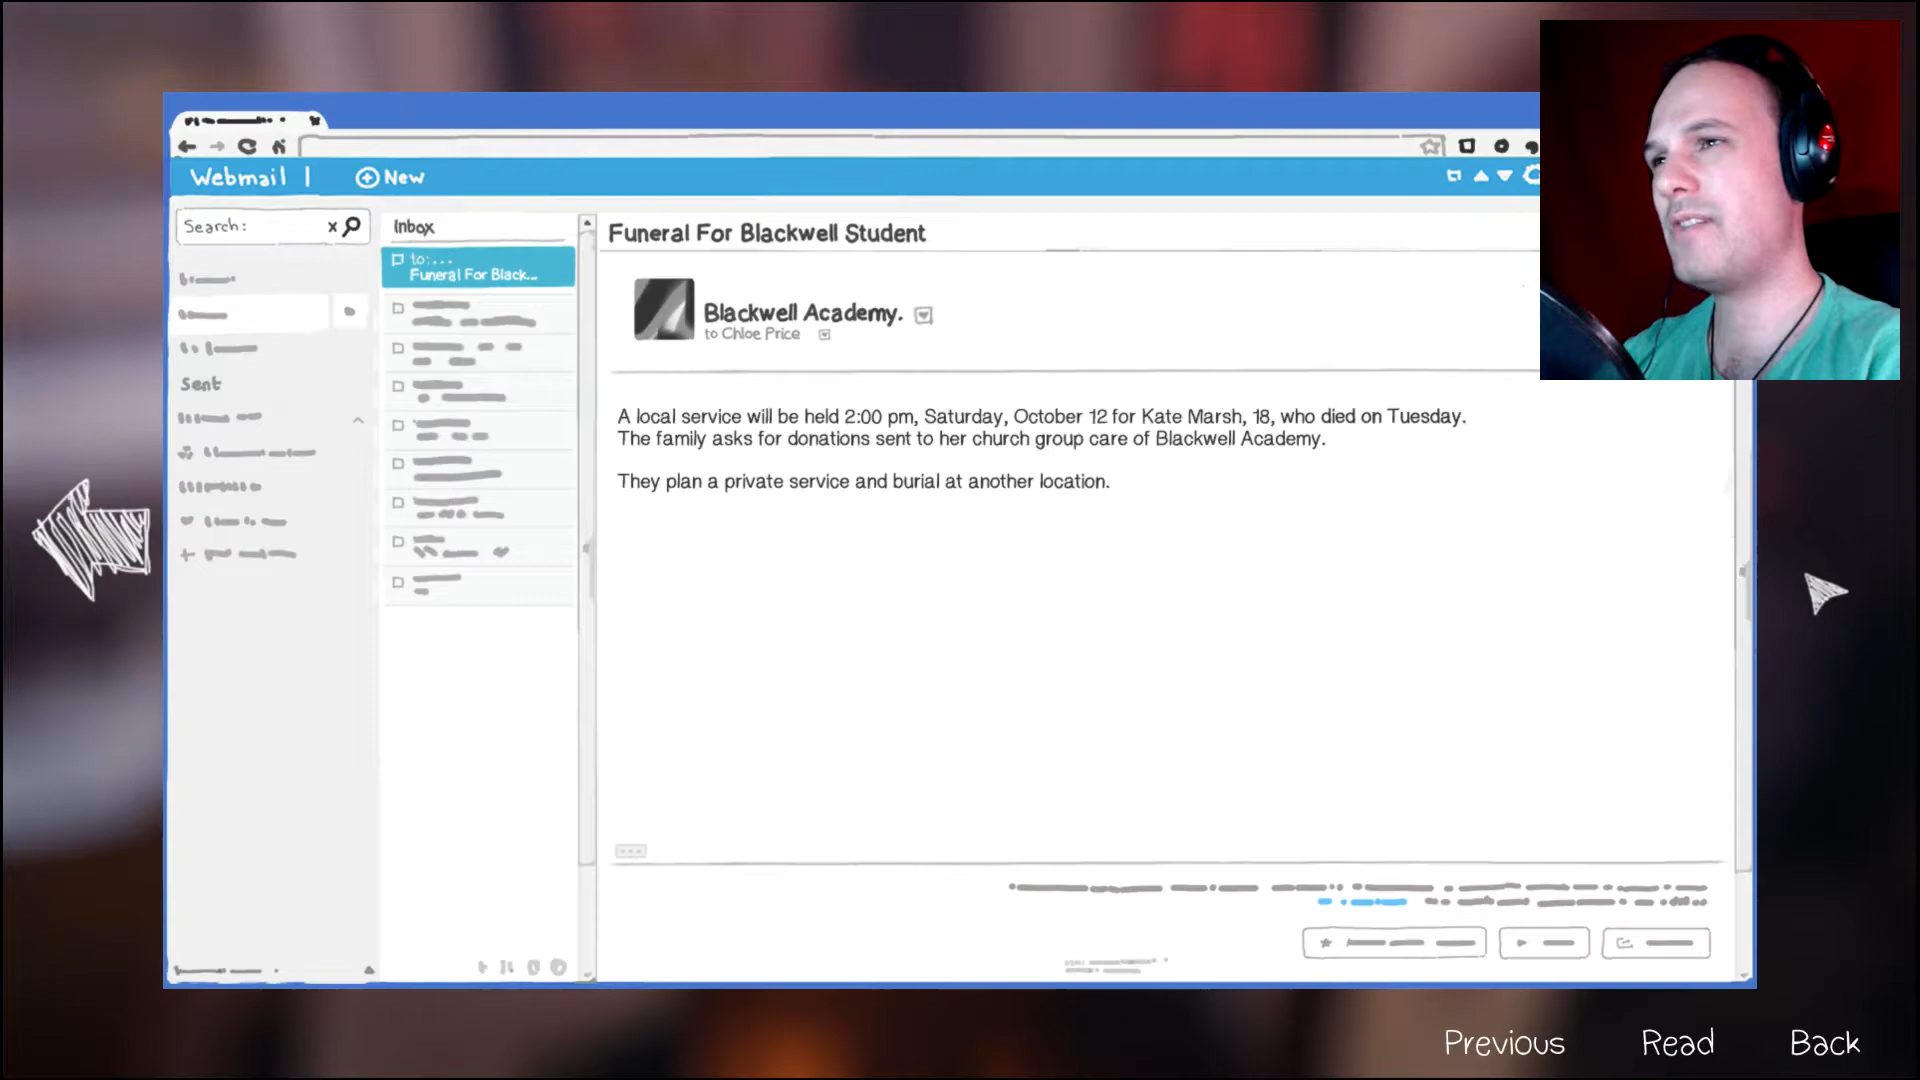 Webmail |
New
Search: x
Inbox
to:...
Funeral For Black...
Sent
Funeral For Blackwell Student
Blackwell Academy.
to Chloe Price
A local service will be held 2:00 pm, Saturday, October 12 for Kate Marsh, 18, who died on Tuesday.
The family asks for donations sent to her church group care of Blackwell Academy.
They plan a private service and burial at another location.
Previous
Read
Back